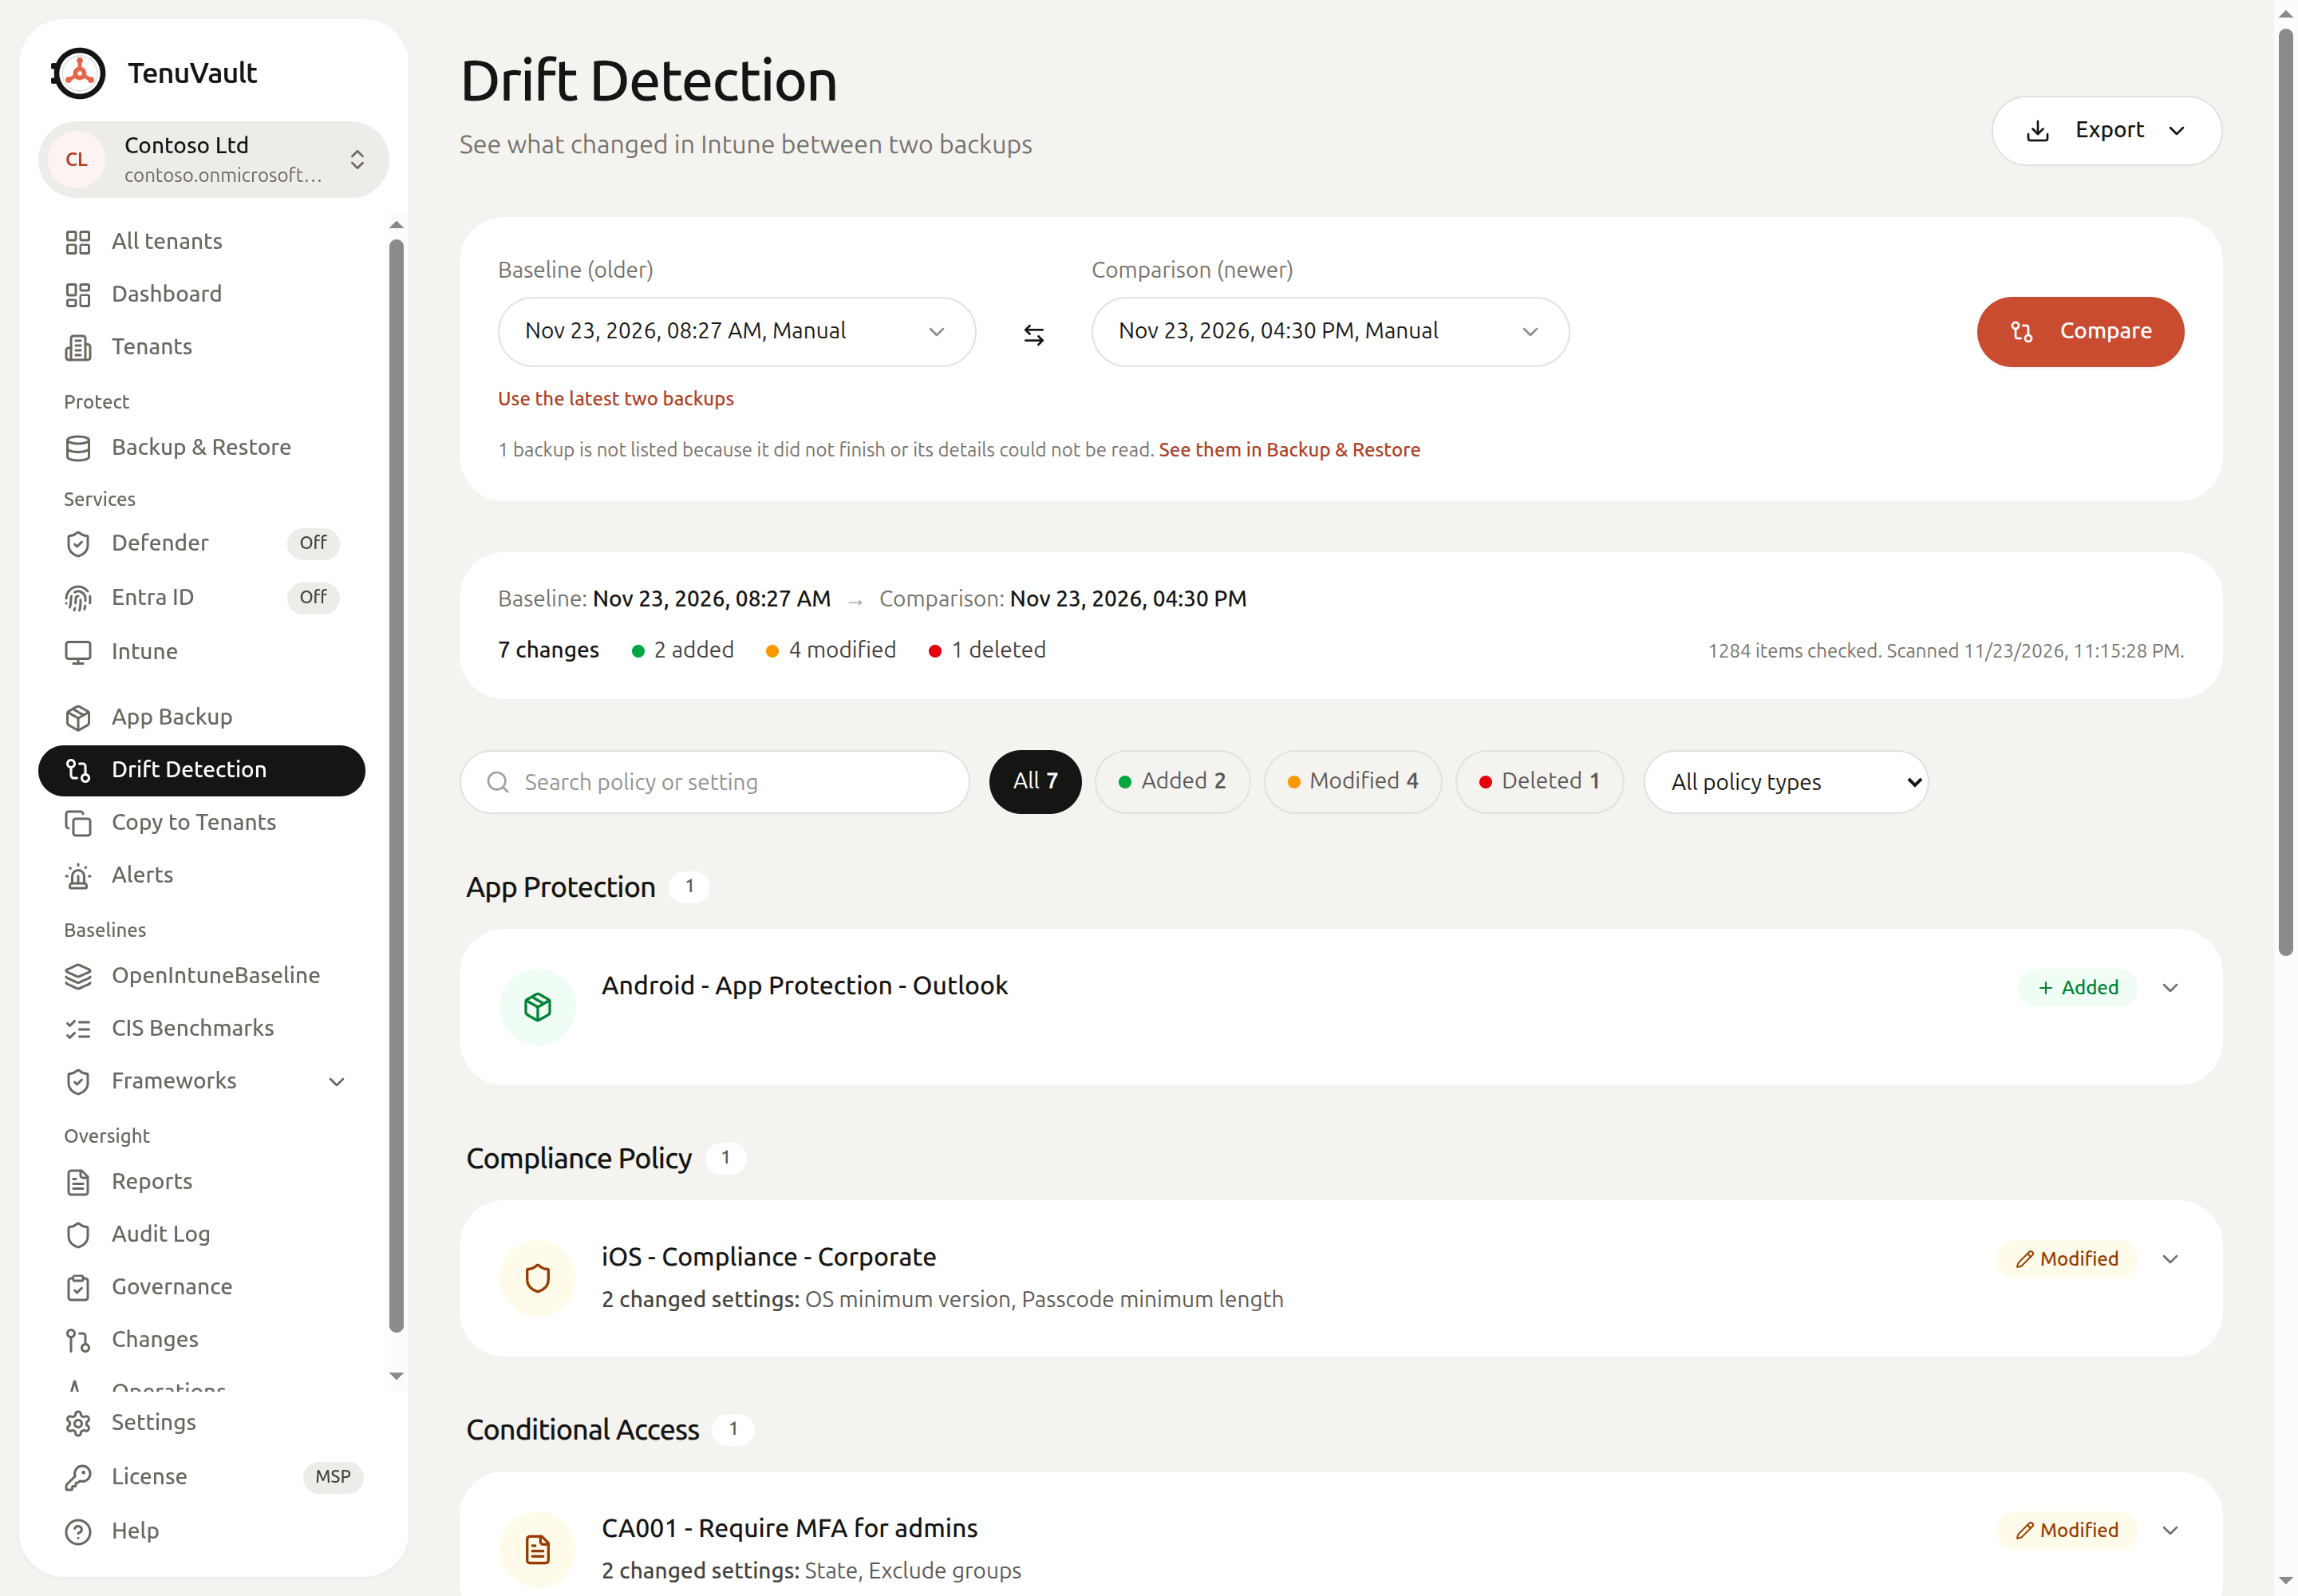 TenuVault
CL
Contoso Ltd
contoso.onmicrosoft...
All tenants
Dashboard
Tenants
Protect
Backup & Restore
Services
Defender
Off
Entra ID
Off
Intune
App Backup
Drift Detection
Copy to Tenants
Alerts
Baselines
OpenIntuneBaseline
CIS Benchmarks
Frameworks
Oversight
Reports
Audit Log
Governance
Changes
Operations
Settings
License
MSP
Help
Drift Detection
See what changed in Intune between two backups
Export
Baseline (older)
Comparison (newer)
Nov 23, 2026, 08:27 AM, Manual
Nov 23, 2026, 04:30 PM, Manual
Compare
Use the latest two backups
1 backup is not listed because it did not finish or its details could not be read. See them in Backup & Restore
Baseline: Nov 23, 2026, 08:27 AM → Comparison: Nov 23, 2026, 04:30 PM
7 changes 2 added 4 modified 1 deleted
1284 items checked. Scanned 11/23/2026, 11:15:28 PM.
Search policy or setting
All 7
Added 2
Modified 4
Deleted 1
All policy types
App Protection 1
Android - App Protection - Outlook
+ Added
Compliance Policy 1
iOS - Compliance - Corporate
Modified
2 changed settings: OS minimum version, Passcode minimum length
Conditional Access 1
CA001 - Require MFA for admins
Modified
2 changed settings: State, Exclude groups